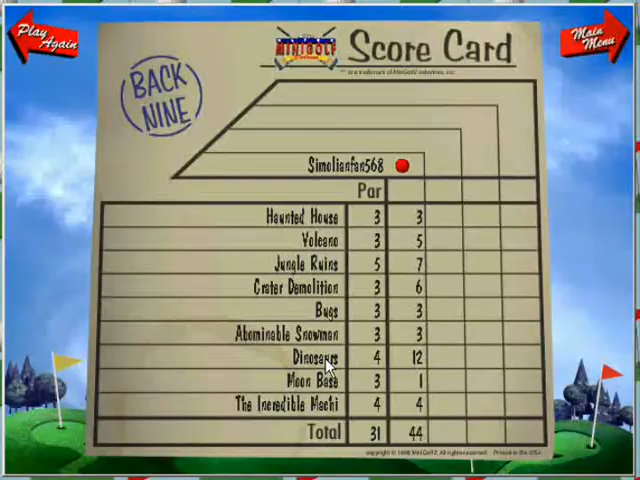 Play Again
MINIGOLF Score Card
Main Menu
BACK NINE
Simolianfan568
Par
Haunted House 3 3
Volcano 3 5
Jungle Ruins 5 7
Crater Demolition 3 6
Bugs 3 3
Abominable Snowman 3 3
Dinosaurs 4 12
Moon Base 3 1
The Incredible Machi 4 4
Total 31 44